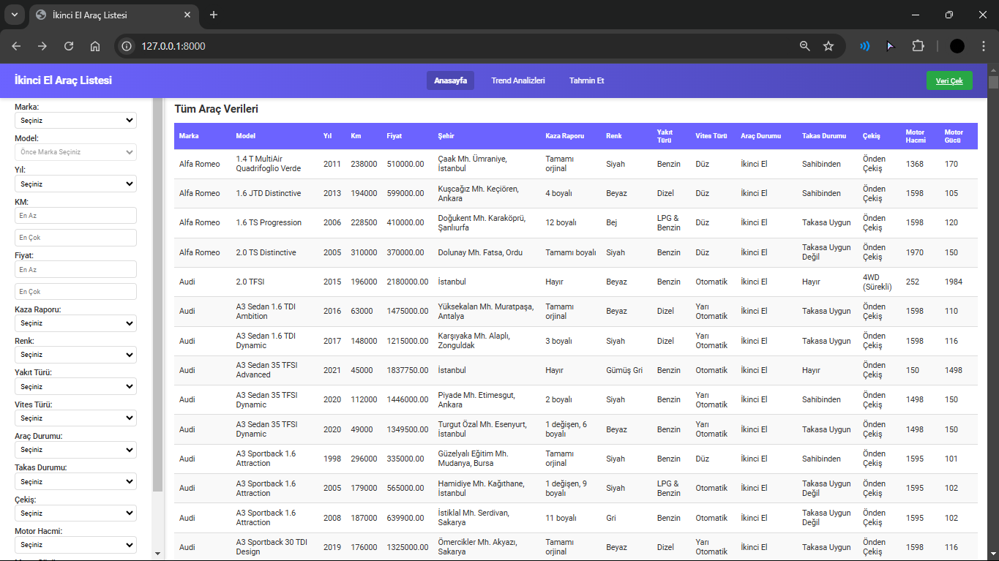 İkinci El Araç Listesi
127.0.0.1:8000
İkinci El Araç Listesi
Anasayfa
Trend Analizleri
Tahmin Et
Veri Çek
Marka:
Seçiniz
Model:
Önce Marka Seçiniz
Yıl:
Seçiniz
KM:
En Az
En Çok
Fiyat:
En Az
En Çok
Kaza Raporu:
Seçiniz
Renk:
Seçiniz
Yakıt Türü:
Seçiniz
Vites Türü:
Seçiniz
Araç Durumu:
Seçiniz
Takas Durumu:
Seçiniz
Çekiş:
Seçiniz
Motor Hacmi:
Seçiniz
Tüm Araç Verileri
Marka Model Yıl Km Fiyat Şehir Kaza Raporu Renk Yakıt Türü Vites Türü Araç Durumu Takas Durumu Çekiş Motor Hacmi Motor Gücü
Alfa Romeo 1.4 T MultiAir Quadrifoglio Verde 2011 238000 510000.00 Çaak Mh. Ümraniye, İstanbul Tamamı orjinal Siyah Benzin Düz İkinci El Sahibinden Önden Çekiş 1368 170
Alfa Romeo 1.6 JTD Distinctive 2013 194000 599000.00 Kuşcağız Mh. Keçiören, Ankara 4 boyalı Beyaz Dizel Düz İkinci El Sahibinden Önden Çekiş 1598 105
Alfa Romeo 1.6 TS Progression 2006 228500 410000.00 Doğukent Mh. Karaköprü, Şanlıurfa 12 boyalı Bej LPG & Benzin Düz İkinci El Takasa Uygun Önden Çekiş 1598 120
Alfa Romeo 2.0 TS Distinctive 2005 310000 370000.00 Dolunay Mh. Fatsa, Ordu Tamamı boyalı Siyah Benzin Düz İkinci El Takasa Uygun Değil Önden Çekiş 1970 150
Audi 2.0 TFSI 2015 196000 2180000.00 İstanbul Hayır Beyaz Benzin Otomatik İkinci El Hayır 4WD (Sürekli) 252 1984
Audi A3 Sedan 1.6 TDI Ambition 2016 63000 1475000.00 Yüksekalan Mh. Muratpaşa, Antalya Tamamı orjinal Beyaz Dizel Yarı Otomatik İkinci El Takasa Uygun Önden Çekiş 1598 110
Audi A3 Sedan 1.6 TDI Dynamic 2017 148000 1215000.00 Karşıyaka Mh. Alaplı, Zonguldak 3 boyalı Siyah Dizel Yarı Otomatik İkinci El Takasa Uygun Önden Çekiş 1598 116
Audi A3 Sedan 35 TFSI Advanced 2021 45000 1837750.00 İstanbul Hayır Gümüş Gri Benzin Otomatik İkinci El Hayır Önden Çekiş 150 1498
Audi A3 Sedan 35 TFSI Dynamic 2020 112000 1446000.00 Piyade Mh. Etimesgut, Ankara 2 boyalı Siyah Benzin Yarı Otomatik İkinci El Sahibinden Önden Çekiş 1498 150
Audi A3 Sedan 35 TFSI Dynamic 2020 49000 1349500.00 Turgut Özal Mh. Esenyurt, İstanbul 1 değişen, 6 boyalı Beyaz Benzin Yarı Otomatik İkinci El Takasa Uygun Önden Çekiş 1498 150
Audi A3 Sportback 1.6 Attraction 1998 296000 335000.00 Güzelyalı Eğitim Mh. Mudanya, Bursa Tamamı orjinal Siyah Benzin Düz İkinci El Sahibinden Önden Çekiş 1595 101
Audi A3 Sportback 1.6 Attraction 2005 179000 565000.00 Hamidiye Mh. Kağıthane, İstanbul 1 değişen, 9 boyalı Siyah LPG & Benzin Otomatik İkinci El Takasa Uygun Değil Önden Çekiş 1595 102
Audi A3 Sportback 1.6 Attraction 2008 187000 639900.00 İstiklal Mh. Serdivan, Sakarya 11 boyalı Gri Benzin Otomatik İkinci El Takasa Uygun Değil Önden Çekiş 1595 102
Audi A3 Sportback 30 TDI Design 2019 176000 1325000.00 Ömercikler Mh. Akyazı, Sakarya Tamamı orjinal Beyaz Dizel Yarı Otomatik İkinci El Takasa Uygun Önden Çekiş 1598 116